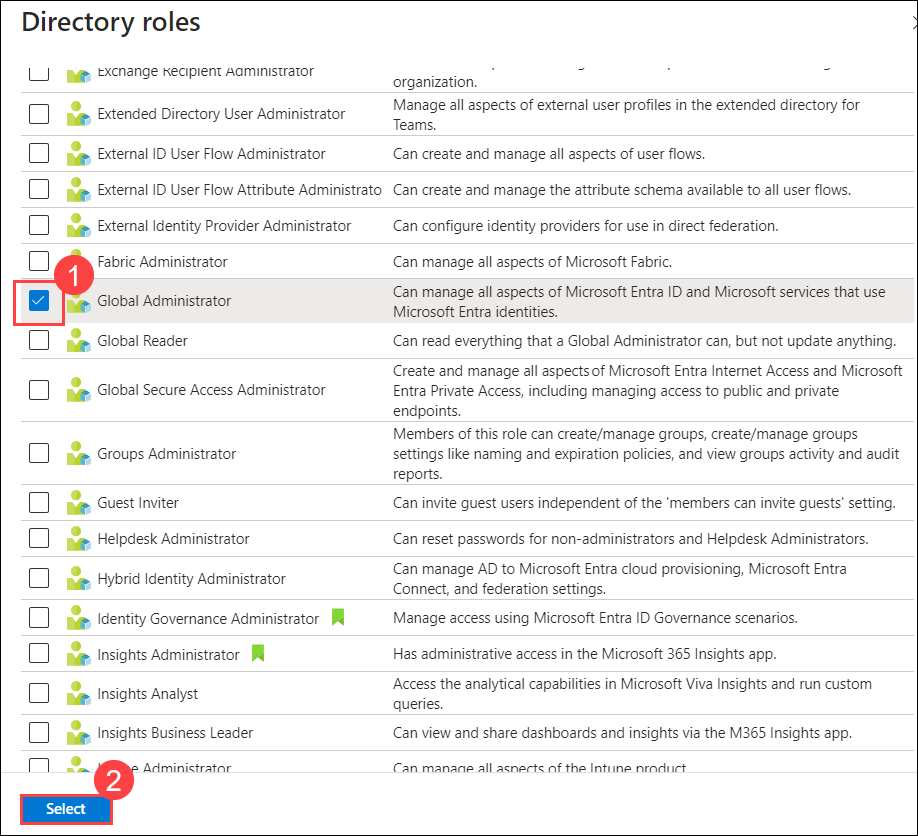 Directory roles
Exchange Recipient Administrator
organization.
Extended Directory User Administrator
Manage all aspects of external user profiles in the extended directory for
Teams.
External ID User Flow Administrator
Can create and manage all aspects of user flows.
External ID User Flow Attribute Administrato
Can create and manage the attribute schema available to all user flows.
External Identity Provider Administrator
Can configure identity providers for use in direct federation.
Fabric Administrator
Can manage all aspects of Microsoft Fabric.
1
Global Administrator
Can manage all aspects of Microsoft Entra ID and Microsoft services that use
Microsoft Entra identities.
Global Reader
Can read everything that a Global Administrator can, but not update anything.
Global Secure Access Administrator
Create and manage all aspects of Microsoft Entra Internet Access and Microsoft
Entra Private Access, including managing access to public and private
endpoints.
Groups Administrator
Members of this role can create/manage groups, create/manage groups
settings like naming and expiration policies, and view groups activity and audit
reports.
Guest Inviter
Can invite guest users independent of the 'members can invite guests' setting.
Helpdesk Administrator
Can reset passwords for non-administrators and Helpdesk Administrators.
Hybrid Identity Administrator
Can manage AD to Microsoft Entra cloud provisioning, Microsoft Entra
Connect, and federation settings.
Identity Governance Administrator
Manage access using Microsoft Entra ID Governance scenarios.
Insights Administrator
Has administrative access in the Microsoft 365 Insights app.
Insights Analyst
Access the analytical capabilities in Microsoft Viva Insights and run custom
queries.
Insights Business Leader
Can view and share dashboards and insights via the M365 Insights app.
Administrator
Can manage all aspects of the Intune product.
2
Select